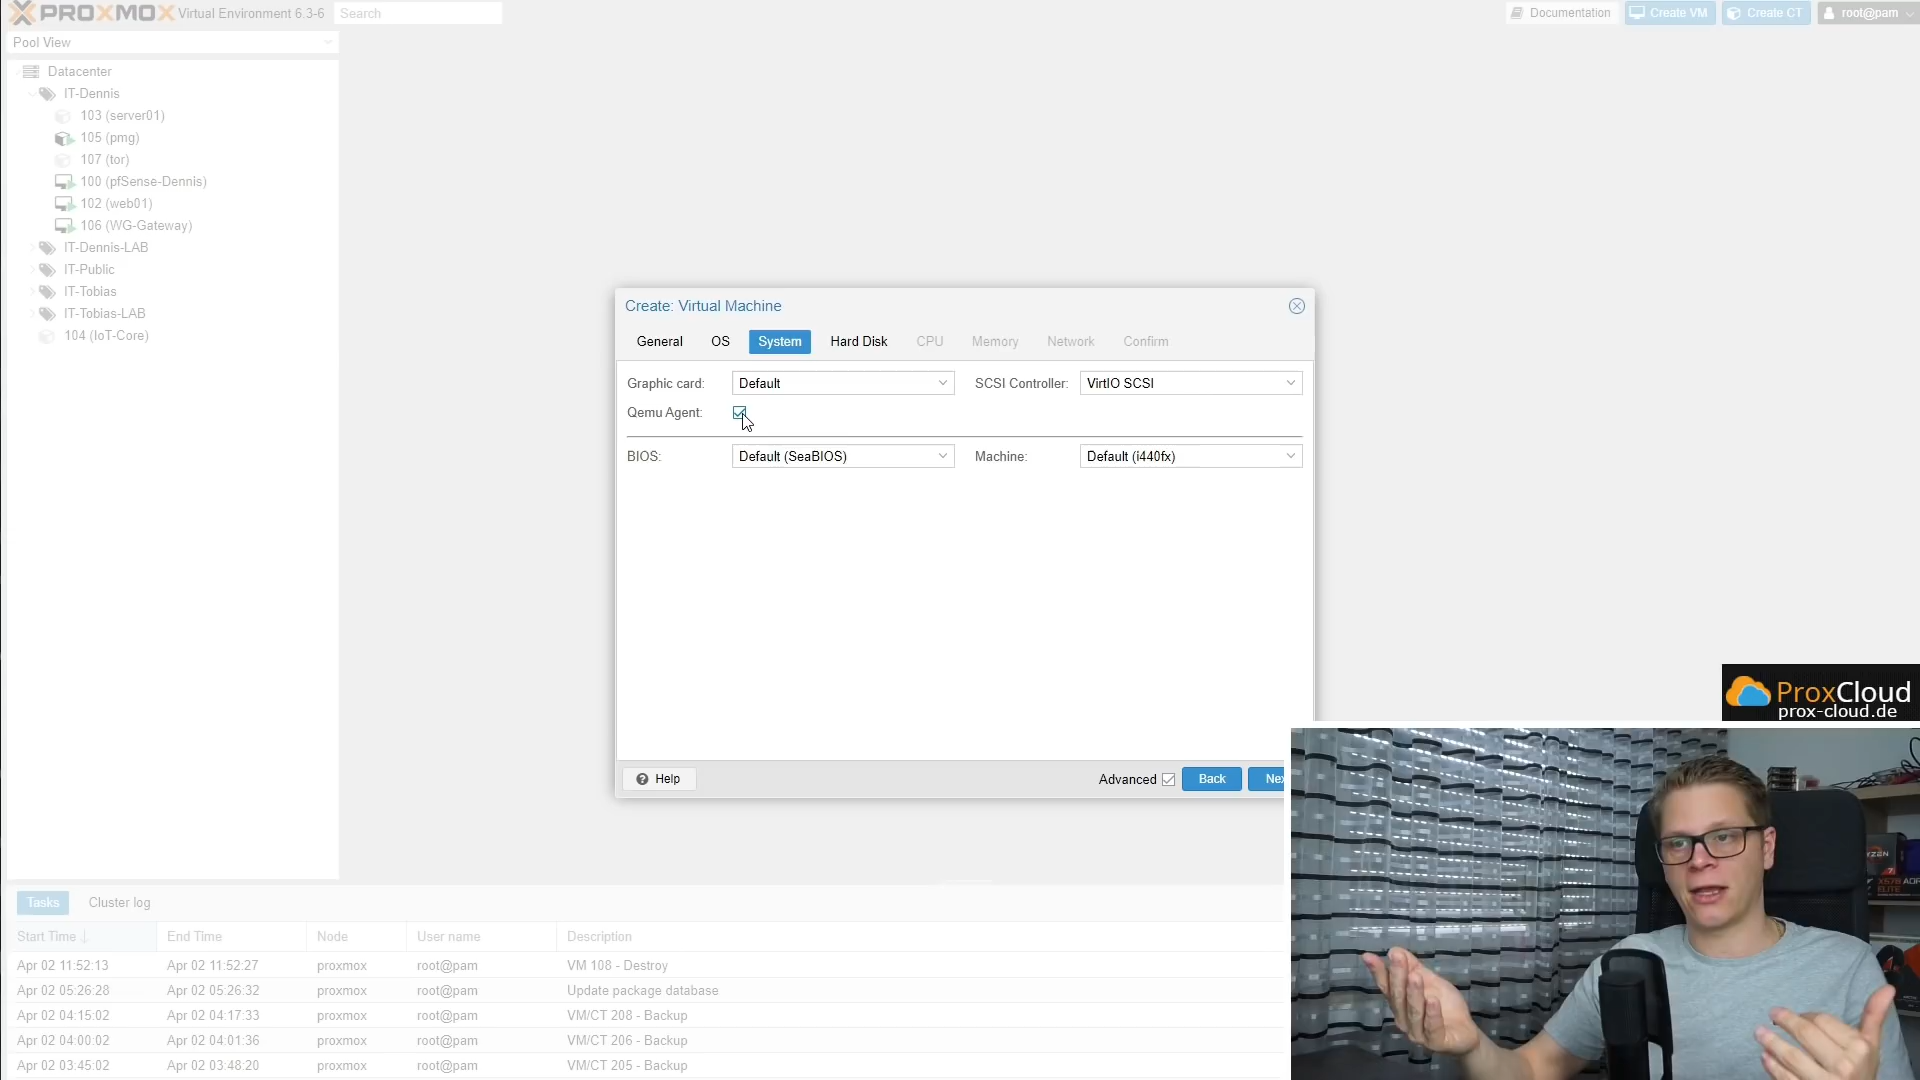 PROXMOX Virtual Environment 6.3-6 Search Documentation Create VM Create CT root@pam
Pool View
Datacenter
IT-Dennis
103 (server01)
105 (pmg)
107 (tor)
100 (pfSense-Dennis)
102 (web01)
106 (WG-Gateway)
IT-Dennis-LAB
IT-Public
IT-Tobias
IT-Tobias-LAB
104 (IoT-Core)
Create: Virtual Machine
General OS System Hard Disk CPU Memory Network Confirm
Graphic card: Default SCSI Controller: VirtIO SCSI
Qemu Agent:
BIOS: Default (SeaBIOS) Machine: Default (i440fx)
Help Advanced Back Nex
ProxCloud
prox-cloud.de
Tasks Cluster log
Start Time End Time Node User name Description
Apr 02 11:52:13 Apr 02 11:52:27 proxmox root@pam VM 108 - Destroy
Apr 02 05:26:28 Apr 02 05:26:32 proxmox root@pam Update package database
Apr 02 04:15:02 Apr 02 04:17:33 proxmox root@pam VM/CT 208 - Backup
Apr 02 04:00:02 Apr 02 04:01:36 proxmox root@pam VM/CT 206 - Backup
Apr 02 03:45:02 Apr 02 03:48:20 proxmox root@pam VM/CT 205 - Backup